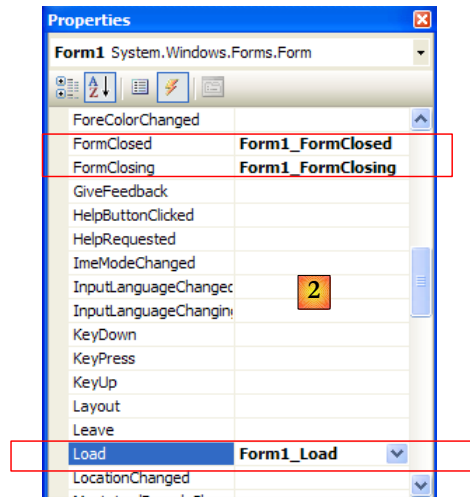 Properties
Form1 System.Windows.Forms.Form
A
Z
ForeColorChanged
FormClosed Form1_FormClosed
FormClosing Form1_FormClosing
GiveFeedback
HelpButtonClicked
HelpRequested
ImeModeChanged
InputLanguageChanged
InputLanguageChangin
2
KeyDown
KeyPress
KeyUp
Layout
Leave
Load Form1_Load
LocationChanged